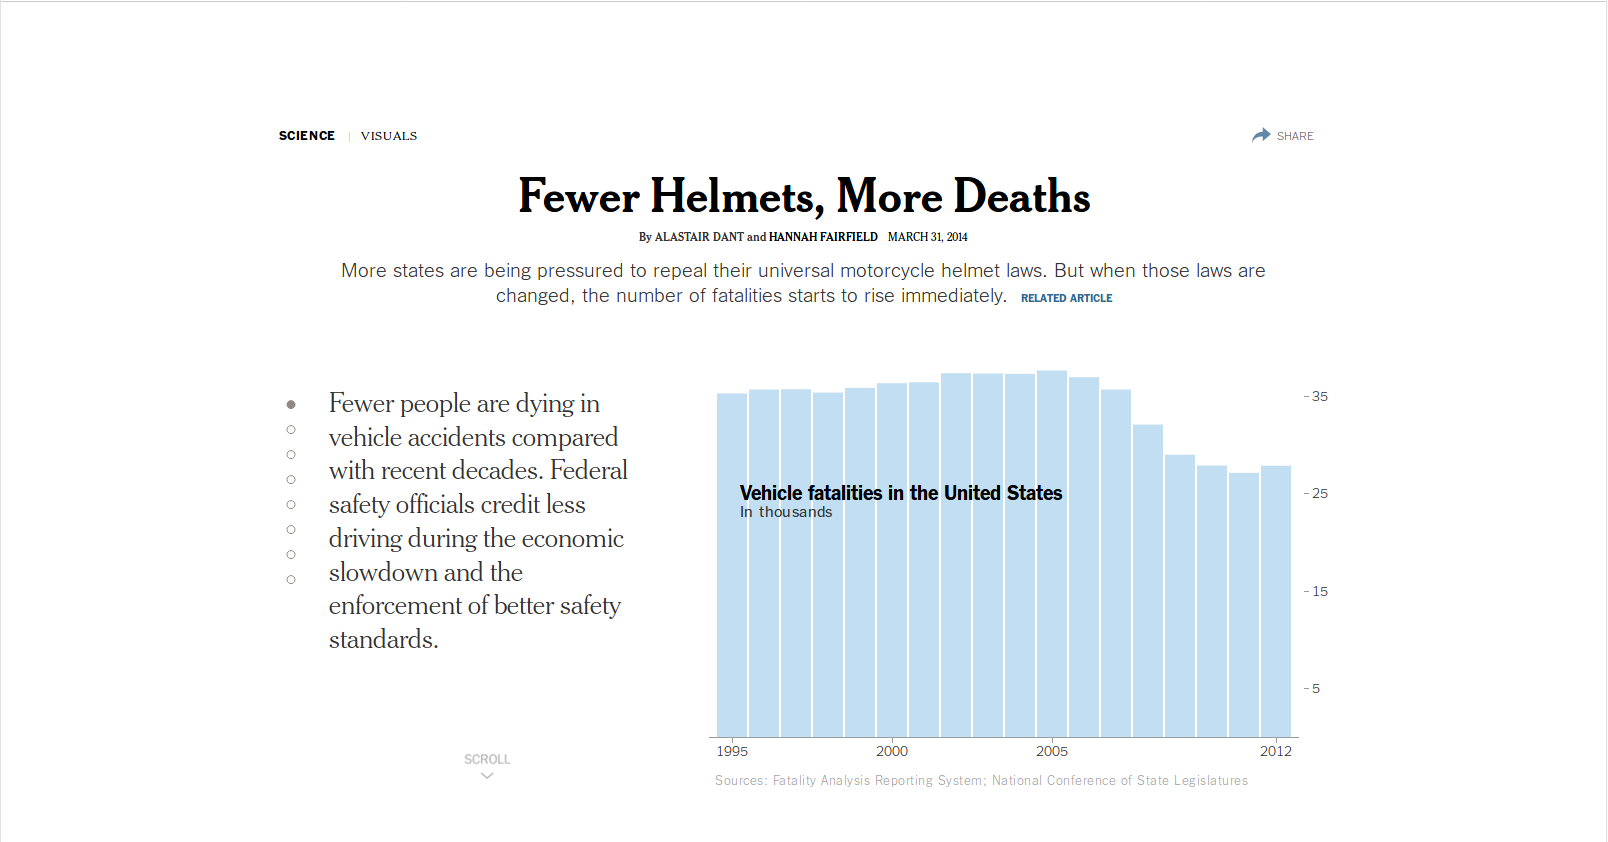 SCIENCE | VISUALS
SHARE
Fewer Helmets, More Deaths
By ALASTAIR DANT and HANNAH FAIRFIELD MARCH 31, 2014
More states are being pressured to repeal their universal motorcycle helmet laws. But when those laws are
changed, the number of fatalities starts to rise immediately. RELATED ARTICLE
Fewer people are dying in
vehicle accidents compared
with recent decades. Federal
safety officials credit less
driving during the economic
slowdown and the
enforcement of better safety
standards.
SCROLL
Vehicle fatalities in the United States
In thousands
35
25
15
5
1995 2000 2005 2012
Sources: Fatality Analysis Reporting System; National Conference of State Legislatures